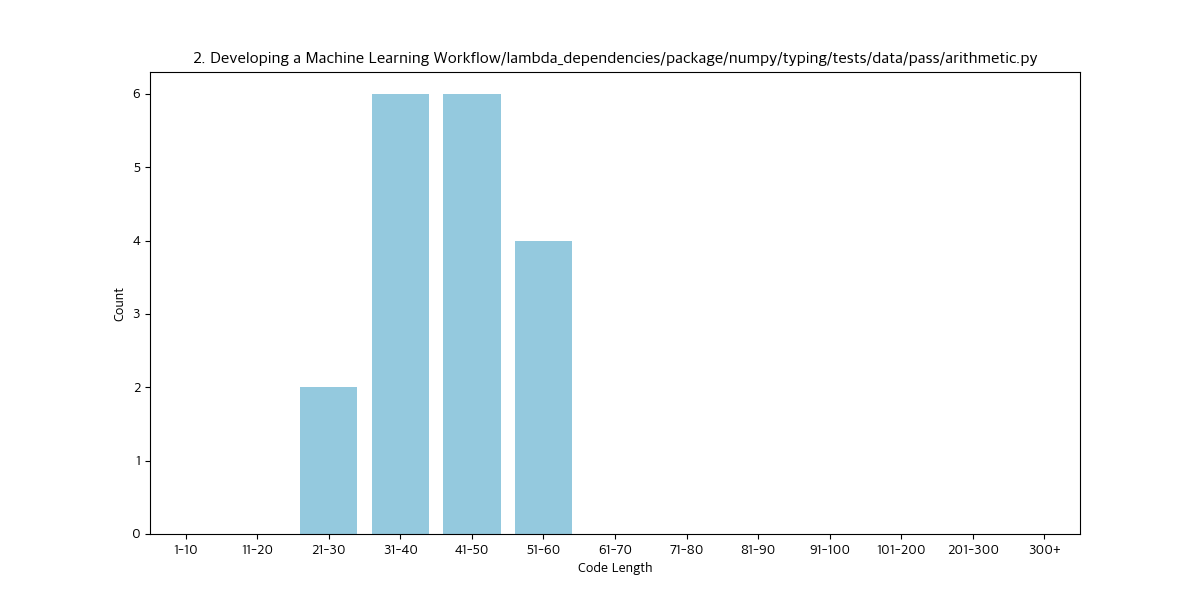 2. Developing a Machine Learning Workflow/lambda_dependencies/package/numpy/typing/tests/data/pass/arithmetic.py
6
5
4
3
2
1
0
Count
1-10 11-20 21-30 31-40 41-50 51-60 61-70 71-80 81-90 91-100 101-200 201-300 300+
Code Length